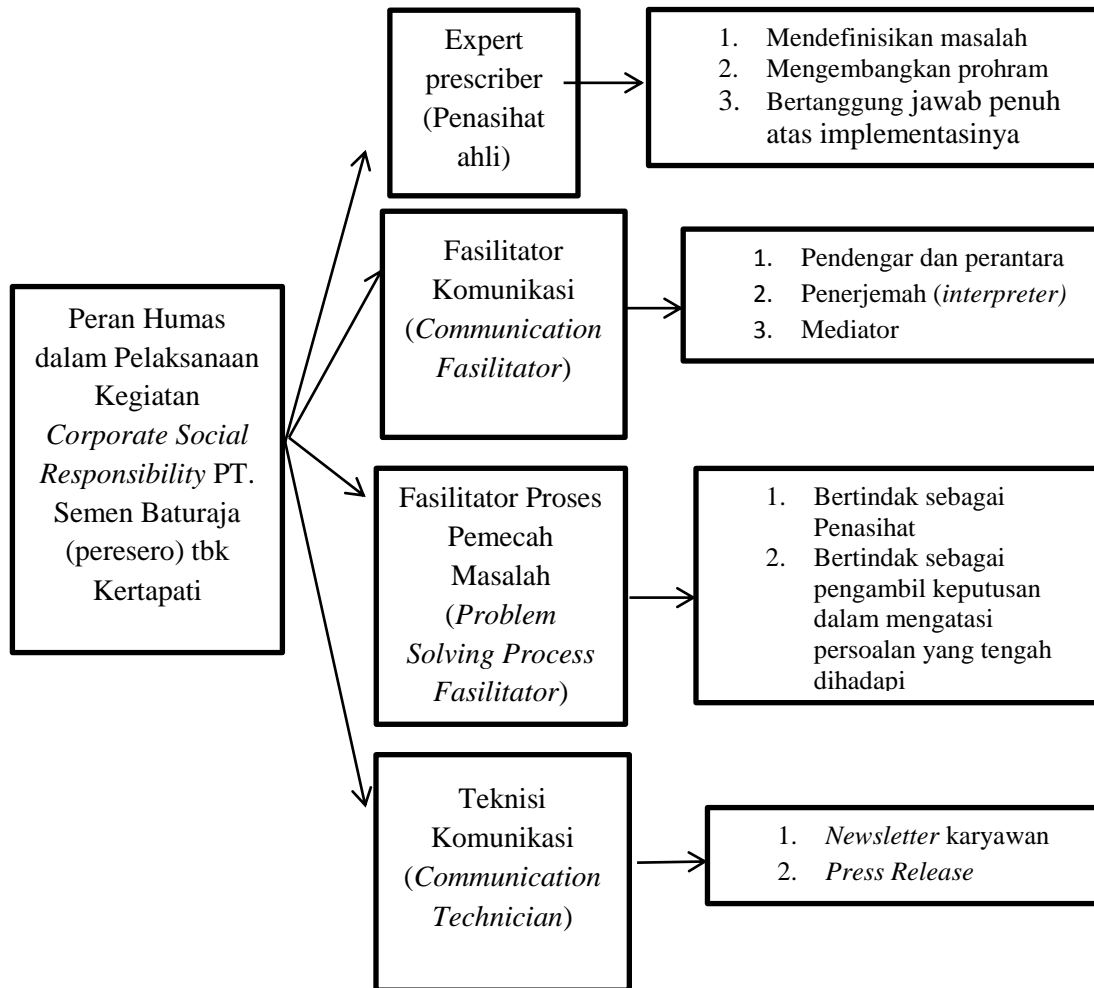 Peran Humas
dalam Pelaksanaan
Kegiatan
Corporate Social
Responsibility PT.
Semen Baturaja
(peresero) tbk
Kertapati
Expert
prescriber
(Penasihat
ahli)
1. Mendefinisikan masalah
2. Mengembangkan prohram
3. Bertanggung jawab penuh
atas implementasinya
Fasilitator
Komunikasi
(Communication
Fasilitator)
1. Pendengar dan perantara
2. Penerjemah (interpreter)
3. Mediator
Fasilitator Proses
Pemecah
Masalah
(Problem
Solving Process
Fasilitator)
1. Bertindak sebagai
Penasihat
2. Bertindak sebagai
pengambil keputusan
dalam mengatasi
persoalan yang tengah
dihadapi
Teknisi
Komunikasi
(Communication
Technician)
1. Newsletter karyawan
2. Press Release